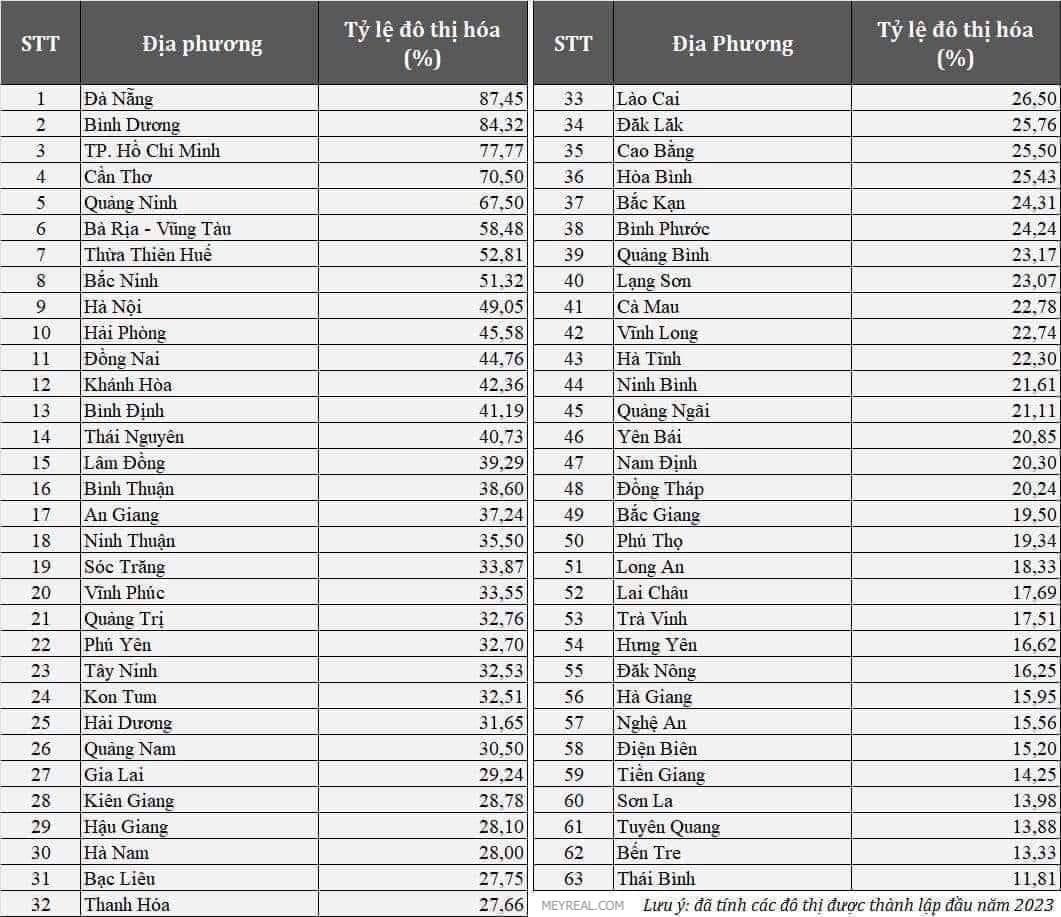 STT Địa phương Tỷ lệ đô thị hóa (%)
1 Đà Nẵng 87,45
2 Bình Dương 84,32
3 TP. Hồ Chí Minh 77,77
4 Cần Thơ 70,50
5 Quảng Ninh 67,50
6 Bà Rịa - Vũng Tàu 58,48
7 Thừa Thiên Huế 52,81
8 Bắc Ninh 51,32
9 Hà Nội 49,05
10 Hải Phòng 45,58
11 Đồng Nai 44,76
12 Khánh Hòa 42,36
13 Bình Định 41,19
14 Thái Nguyên 40,73
15 Lâm Đồng 39,29
16 Bình Thuận 38,60
17 An Giang 37,24
18 Ninh Thuận 35,50
19 Sóc Trăng 33,87
20 Vĩnh Phúc 33,55
21 Quảng Trị 32,76
22 Phú Yên 32,70
23 Tây Ninh 32,53
24 Kon Tum 32,51
25 Hải Dương 31,65
26 Quảng Nam 30,50
27 Gia Lai 29,24
28 Kiên Giang 28,78
29 Hậu Giang 28,10
30 Hà Nam 28,00
31 Bạc Liêu 27,75
32 Thanh Hóa 27,66
STT Địa Phương Tỷ lệ đô thị hóa (%)
33 Lào Cai 26,50
34 Đăk Lăk 25,76
35 Cao Bằng 25,50
36 Hòa Bình 25,43
37 Bắc Kạn 24,31
38 Bình Phước 24,24
39 Quảng Bình 23,17
40 Lạng Sơn 23,07
41 Cà Mau 22,78
42 Vĩnh Long 22,74
43 Hà Tĩnh 22,30
44 Ninh Bình 21,61
45 Quảng Ngãi 21,11
46 Yên Bái 20,85
47 Nam Định 20,30
48 Đồng Tháp 20,24
49 Bắc Giang 19,50
50 Phú Thọ 19,34
51 Long An 18,33
52 Lai Châu 17,69
53 Trà Vinh 17,51
54 Hưng Yên 16,62
55 Đăk Nông 16,25
56 Hà Giang 15,95
57 Nghệ An 15,56
58 Điện Biên 15,20
59 Tiền Giang 14,25
60 Sơn La 13,98
61 Tuyên Quang 13,88
62 Bến Tre 13,33
63 Thái Bình 11,81
MEYREAL.COM Lưu ý: đã tính các đô thị được thành lập đầu năm 2023